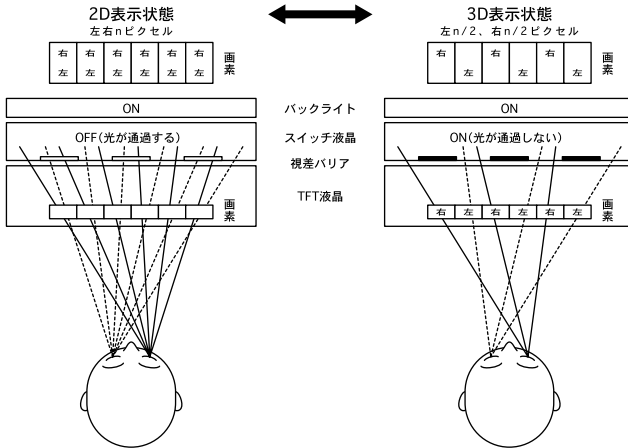 2D表示状態
左右nピクセル
右 右 右 右 右 右
左 左 左 左 左 左
画素
3D表示状態
左n/2、右n/2ピクセル
右 右 右
左 左 左
画素
ON
バックライト
ON
OFF(光が通過する)
スイッチ液晶
ON(光が通過しない)
視差バリア
TFT液晶
画素
右 左 右 左 右 左
画素